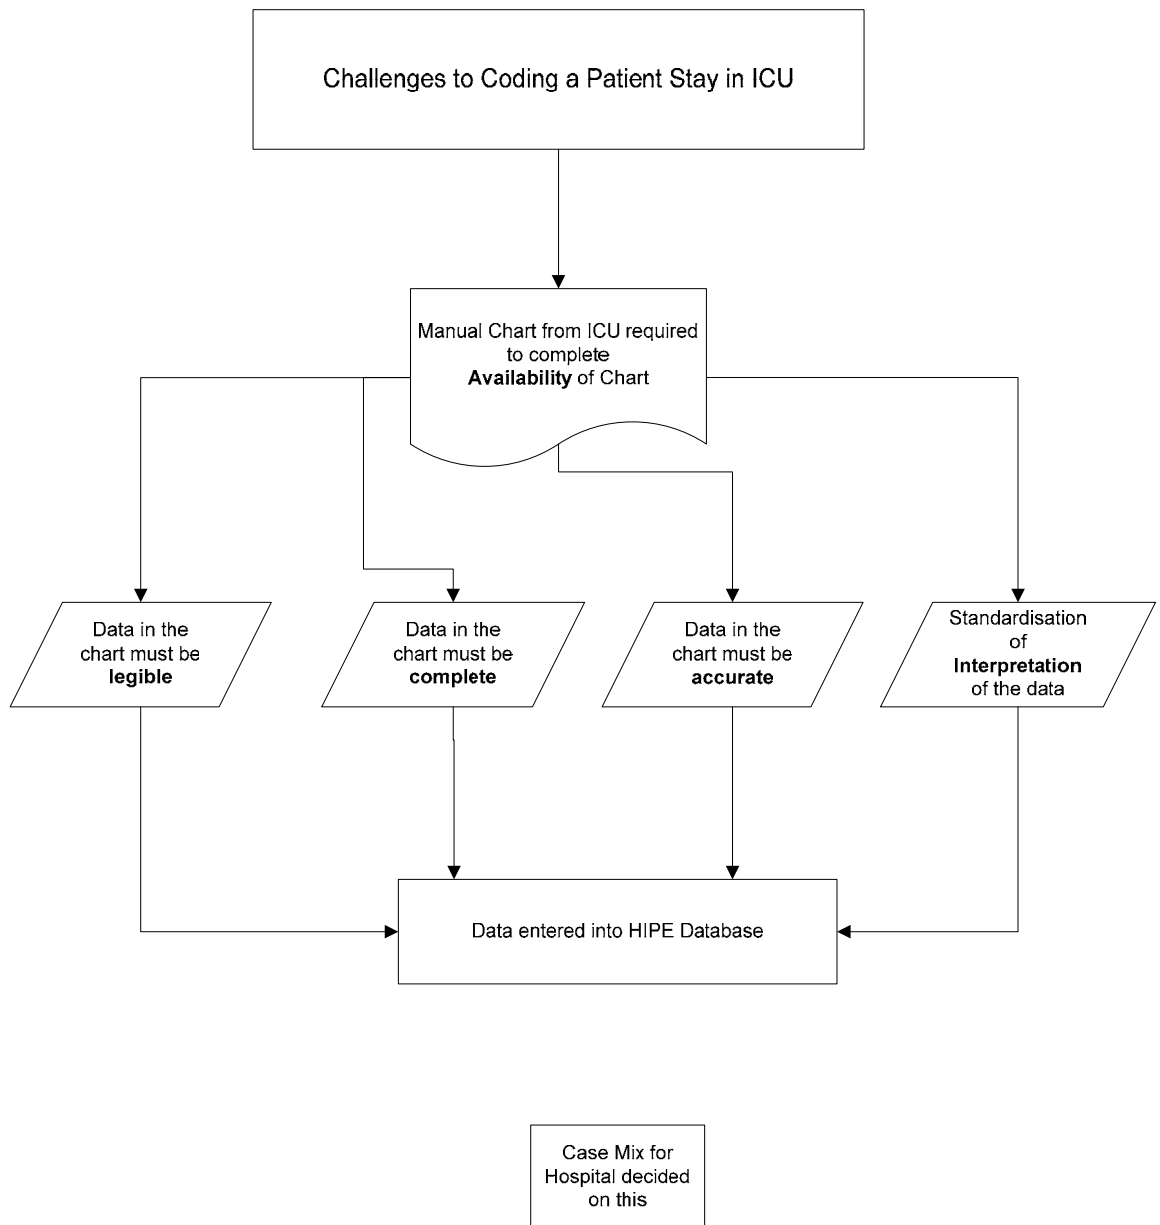 Challenges to Coding a Patient Stay in ICU
Manual Chart from ICU required
to complete
Availability of Chart
Data in the
chart must be
legible
Data in the
chart must be
complete
Data in the
chart must be
accurate
Standardisation
of
Interpretation
of the data
Data entered into HIPE Database
Case Mix for
Hospital decided
on this